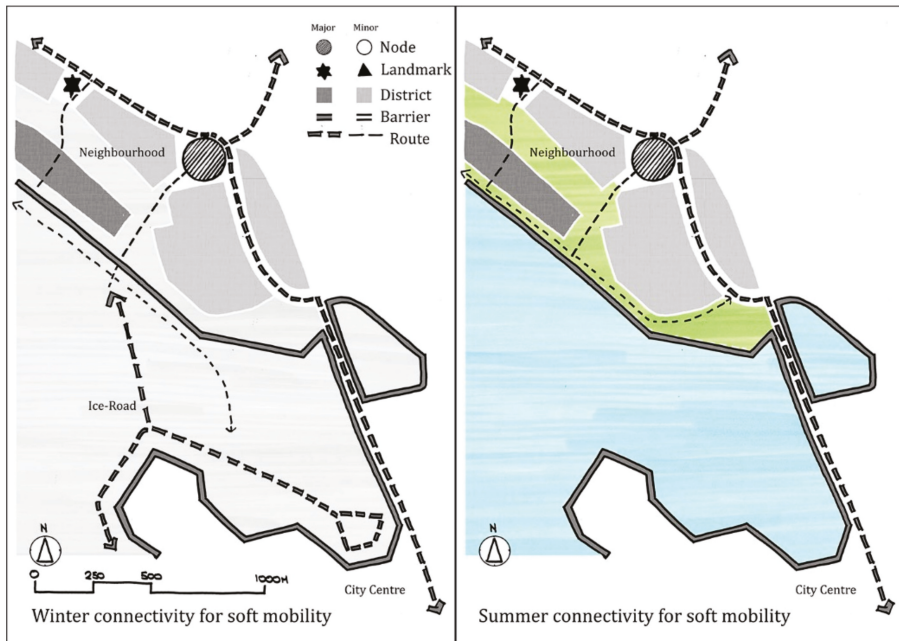 Major Minor
Node
Landmark
District
Barrier
Route
Neighbourhood
Ice-Road
N
0 250 500 1000M
City Centre
Winter connectivity for soft mobility
Neighbourhood
N
City Centre
Summer connectivity for soft mobility